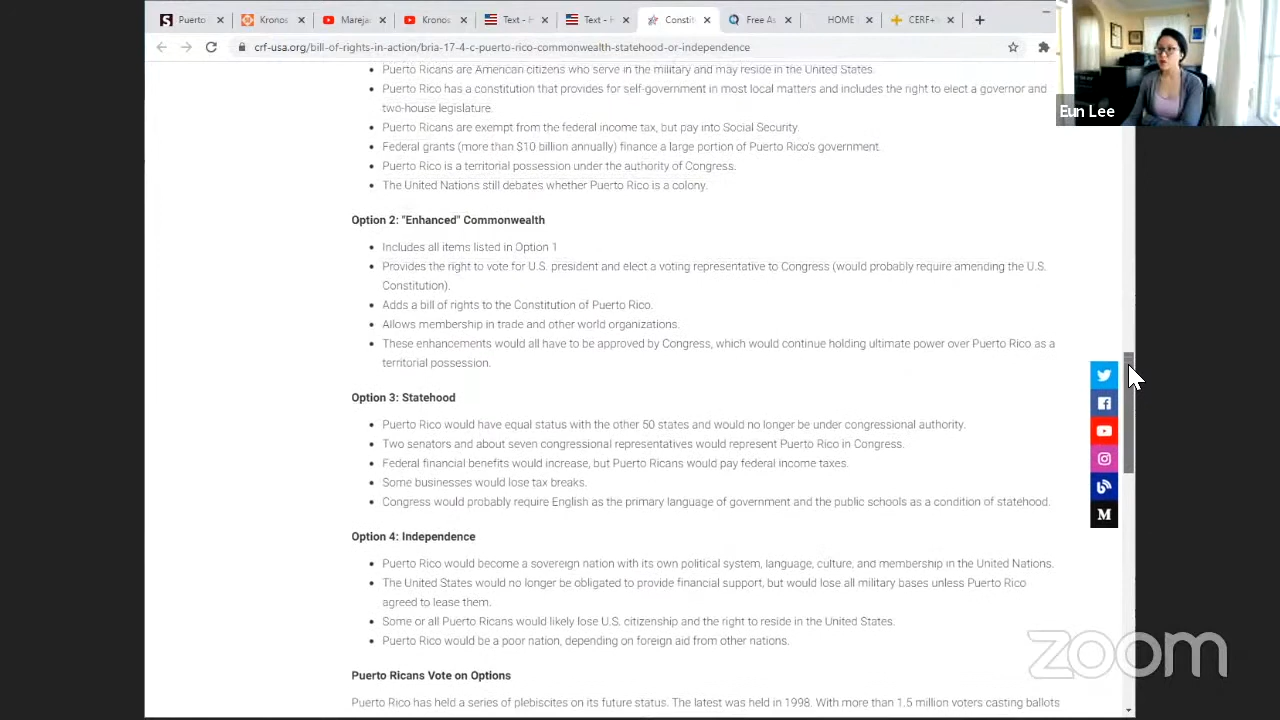 Puerto
Kronos
Mareja
Kronos
Text - H
Text - H
Consti
Free As
HOME
CERF+
crf-usa.org/bill-of-rights-in-action/bria-17-4-c-puerto-rico-commonwealth-statehood-or-independence
Eun Lee
Puerto Ricans are American citizens who serve in the military and may reside in the United States.
Puerto Rico has a constitution that provides for self-government in most local matters and includes the right to elect a governor and
two-house legislature.
Puerto Ricans are exempt from the federal income tax, but pay into Social Security.
Federal grants (more than $10 billion annually) finance a large portion of Puerto Rico's government.
Puerto Rico is a territorial possession under the authority of Congress.
The United Nations still debates whether Puerto Rico is a colony.
Option 2: "Enhanced" Commonwealth
Includes all items listed in Option 1
Provides the right to vote for U.S. president and elect a voting representative to Congress (would probably require amending the U.S.
Constitution).
Adds a bill of rights to the Constitution of Puerto Rico.
Allows membership in trade and other world organizations.
These enhancements would all have to be approved by Congress, which would continue holding ultimate power over Puerto Rico as a
territorial possession.
Option 3: Statehood
Puerto Rico would have equal status with the other 50 states and would no longer be under congressional authority.
Two senators and about seven congressional representatives would represent Puerto Rico in Congress.
Federal financial benefits would increase, but Puerto Ricans would pay federal income taxes.
Some businesses would lose tax breaks.
Congress would probably require English as the primary language of government and the public schools as a condition of statehood.
Option 4: Independence
Puerto Rico would become a sovereign nation with its own political system, language, culture, and membership in the United Nations.
The United States would no longer be obligated to provide financial support, but would lose all military bases unless Puerto Rico
agreed to lease them.
Some or all Puerto Ricans would likely lose U.S. citizenship and the right to reside in the United States.
Puerto Rico would be a poor nation, depending on foreign aid from other nations.
Puerto Ricans Vote on Options
Puerto Rico has held a series of plebiscites on its future status. The latest was held in 1998. With more than 1.5 million voters casting ballots
zoom